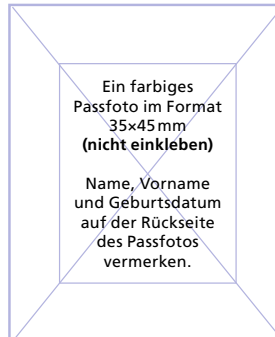 Ein farbiges
Passfoto im Format
35×45 mm
(nicht einkleben)
Name, Vorname
und Geburtsdatum
auf der Rückseite
des Passfotos
vermerken.